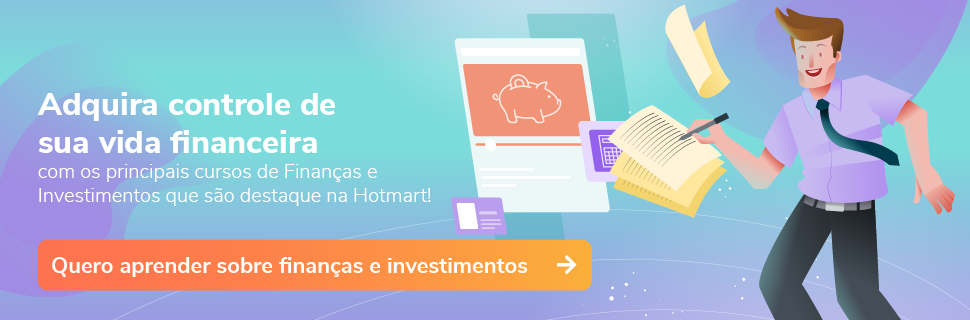 Adquira controle de
sua vida financeira
com os principais cursos de Finanças e
Investimentos que são destaque na Hotmart!
Quero aprender sobre finanças e investimentos